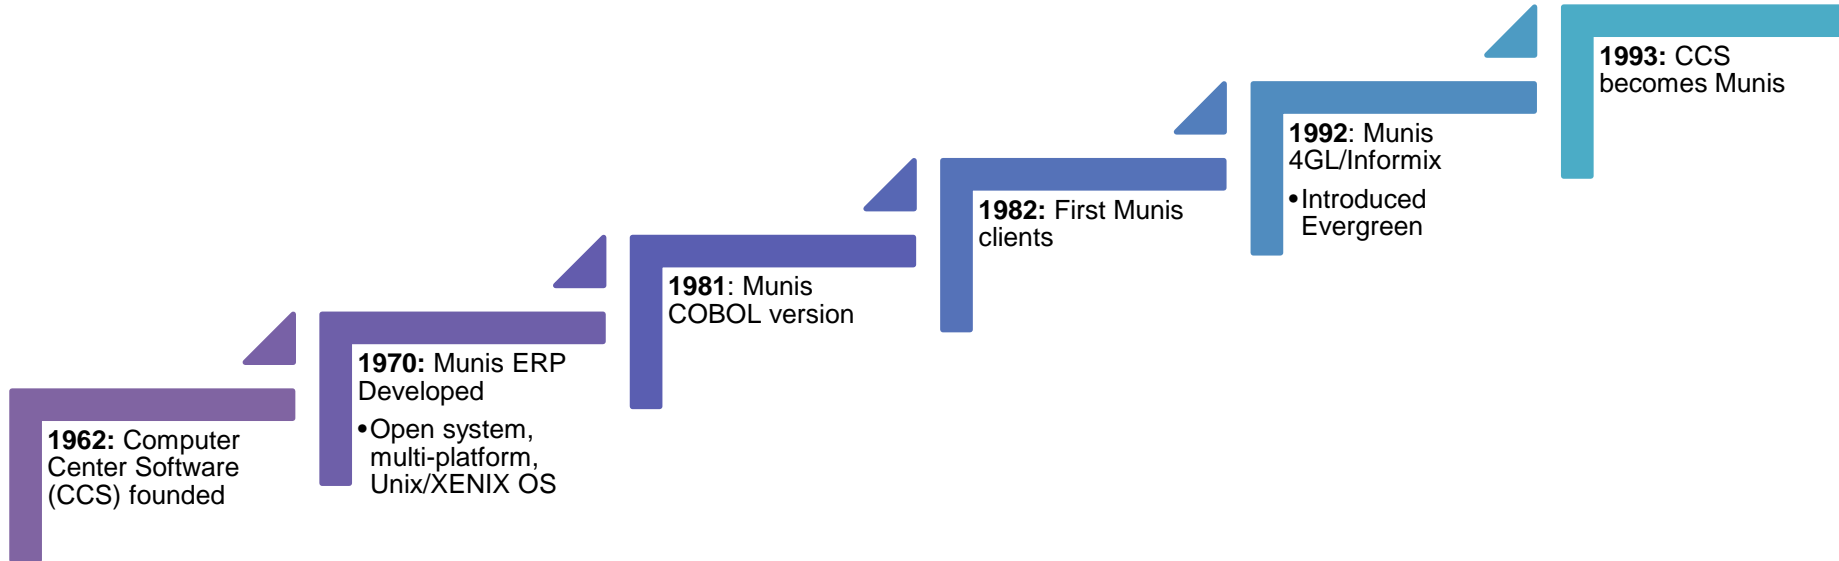 1962: Computer
Center Software
(CCS) founded
1970: Munis ERP
Developed
•Open system,
multi-platform,
Unix/XENIX OS
1981: Munis
COBOL version
1982: First Munis
clients
1992: Munis
4GL/Informix
•Introduced
Evergreen
1993: CCS
becomes Munis